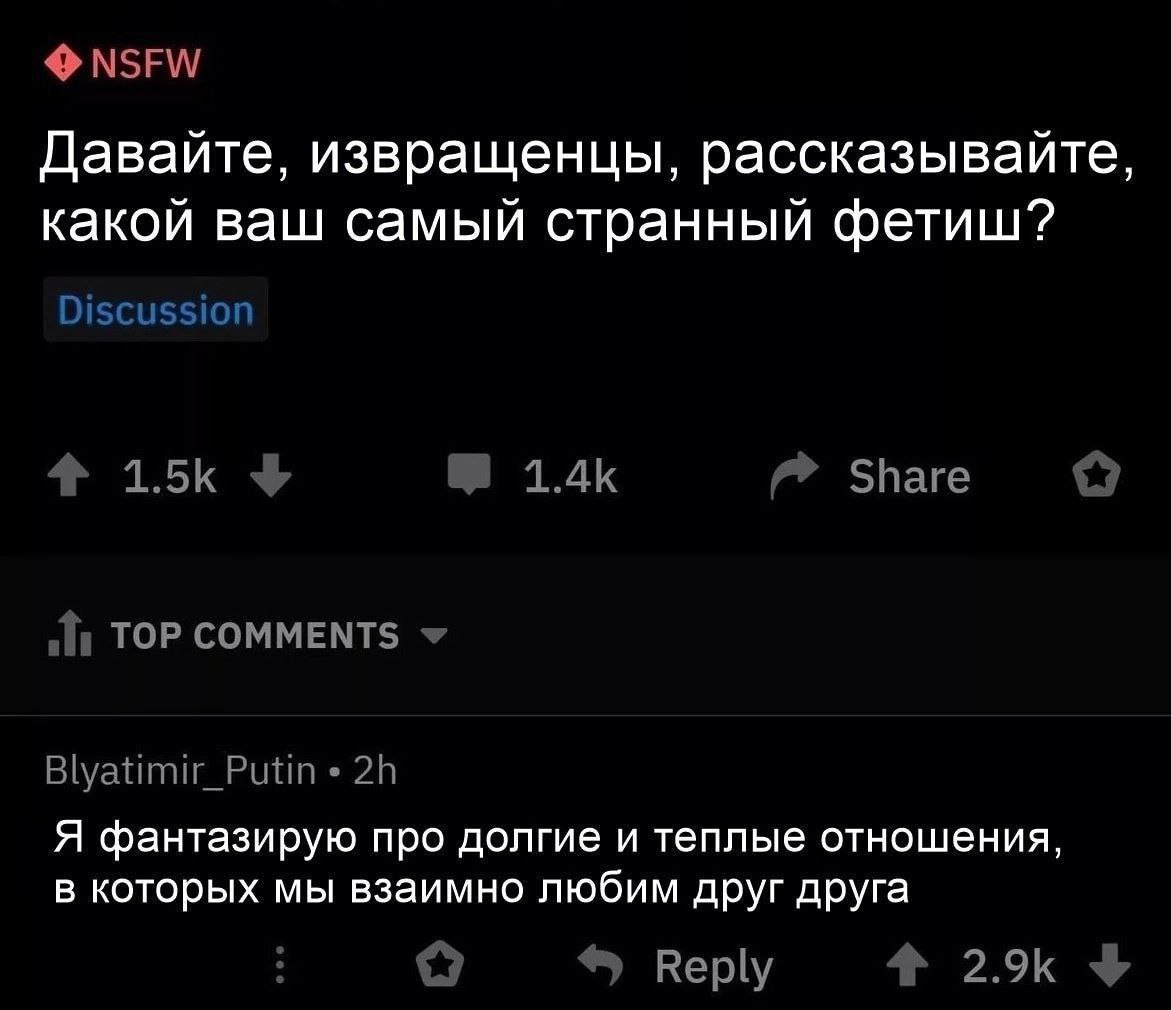 NSFW
Давайте, извращенцы, рассказывайте,
какой ваш самый странный фетиш?
Discussion
1.5k 1.4k Share
TOP COMMENTS
Blyatimir_Putin • 2h
Я фантазирую про долгие и теплые отношения,
в которых мы взаимно любим друг друга
Reply 2.9k